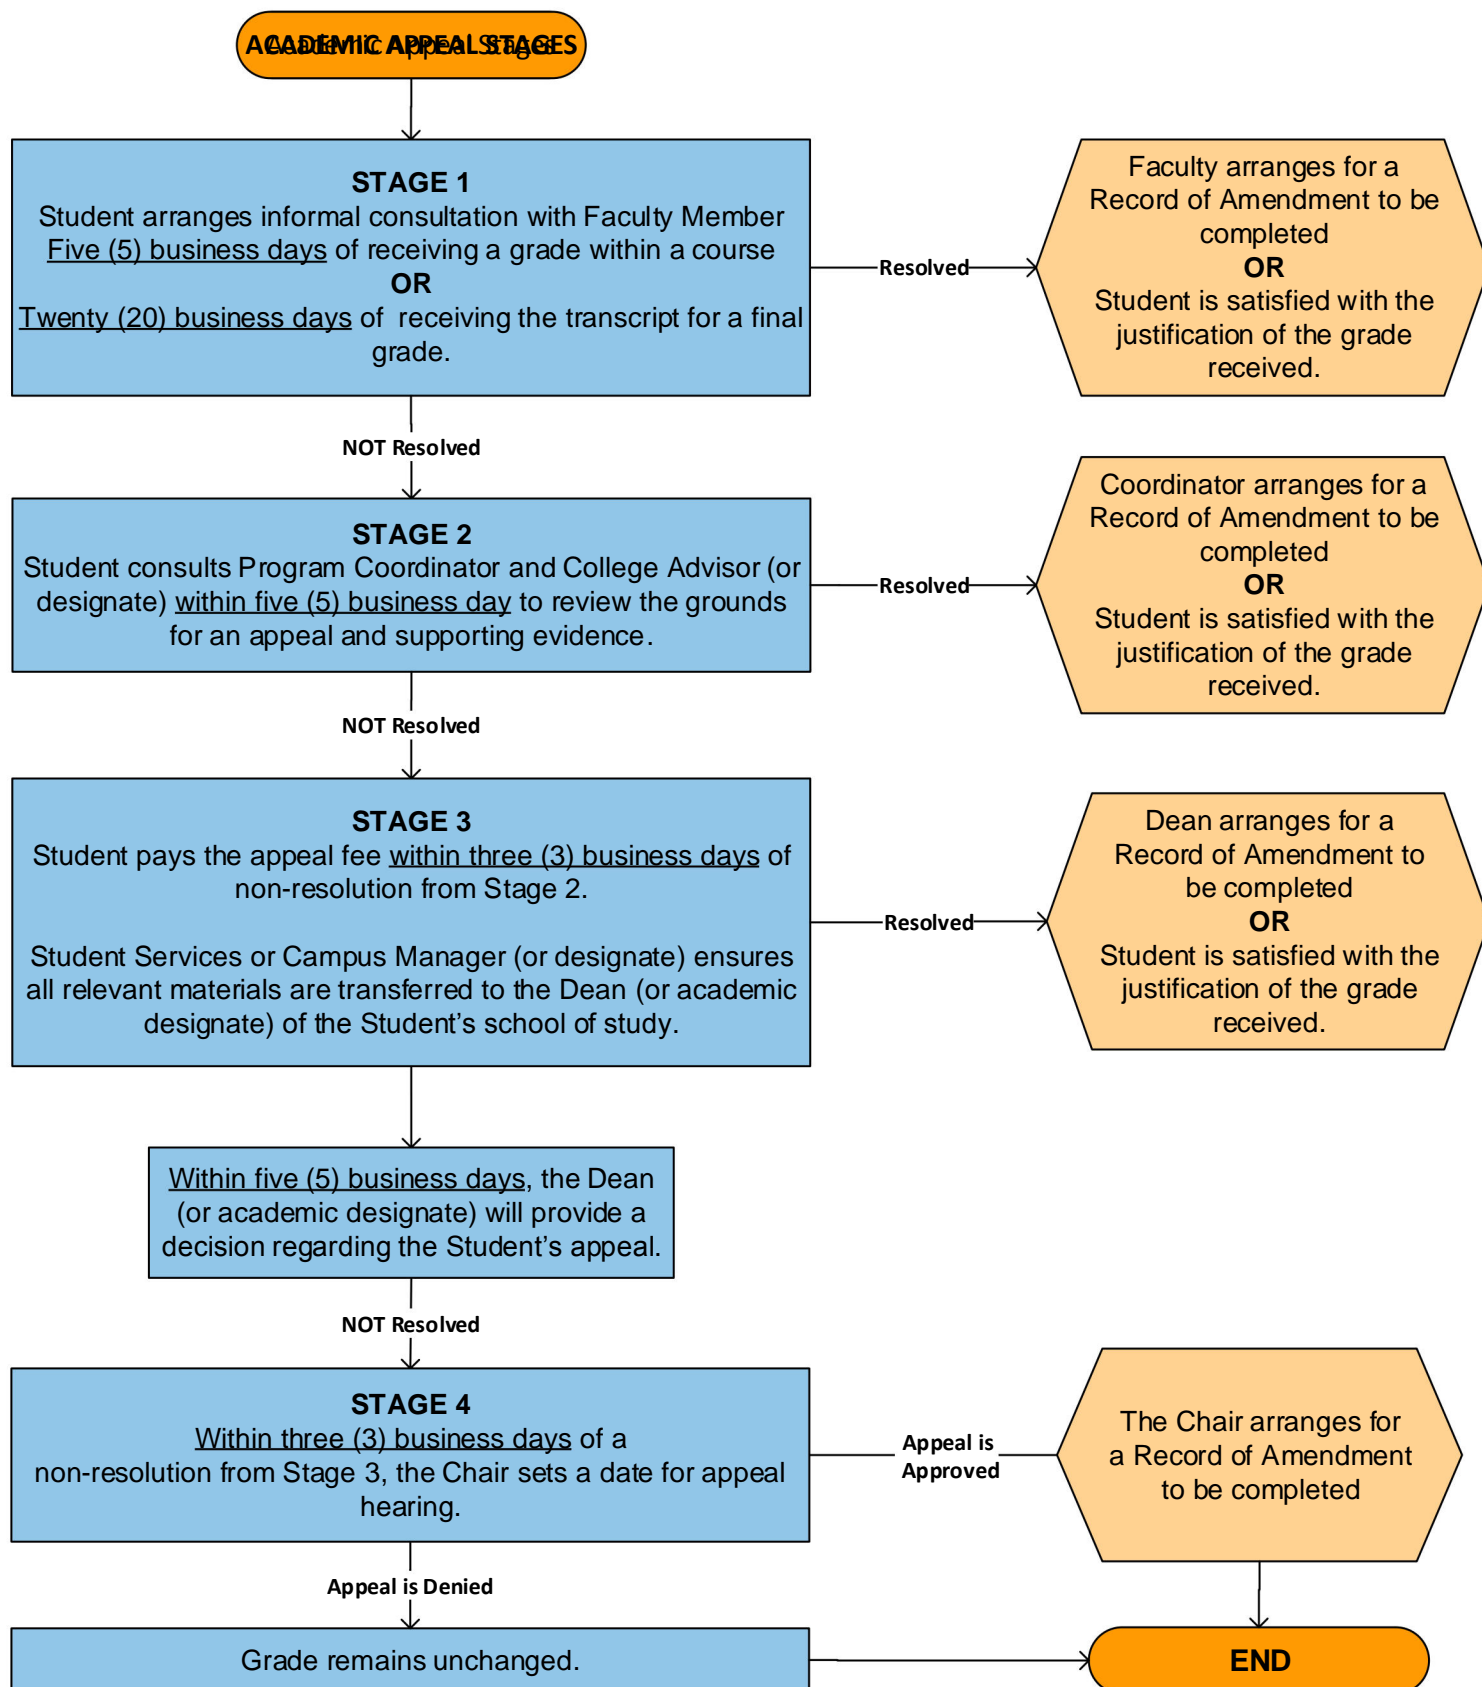 ACADEMIC APPEAL STAGES
Academic Appeal Stages
STAGE 1
Student arranges informal consultation with Faculty Member
Five (5) business days of receiving a grade within a course
OR
Twenty (20) business days of  receiving the transcript for a final
grade.
Resolved
Faculty arranges for a
Record of Amendment to be
completed
OR
Student is satisfied with the
justification of the grade
received.
NOT Resolved
STAGE 2
Student consults Program Coordinator and College Advisor (or
designate) within five (5) business day to review the grounds
for an appeal and supporting evidence.
Resolved
Coordinator arranges for a
Record of Amendment to be
completed
OR
Student is satisfied with the
justification of the grade
received.
NOT Resolved
STAGE 3
Student pays the appeal fee within three (3) business days of
non-resolution from Stage 2.
Student Services or Campus Manager (or designate) ensures
all relevant materials are transferred to the Dean (or academic
designate) of the Student’s school of study.
Resolved
Dean arranges for a
Record of Amendment to
be completed
OR
Student is satisfied with the
justification of the grade
received.
Within five (5) business days, the Dean
(or academic designate) will provide a
decision regarding the Student’s appeal.
NOT Resolved
STAGE 4
Within three (3) business days of a
non-resolution from Stage 3, the Chair sets a date for appeal
hearing.
Appeal is
Approved
The Chair arranges for
a Record of Amendment
to be completed
Appeal is Denied
Grade remains unchanged.
END